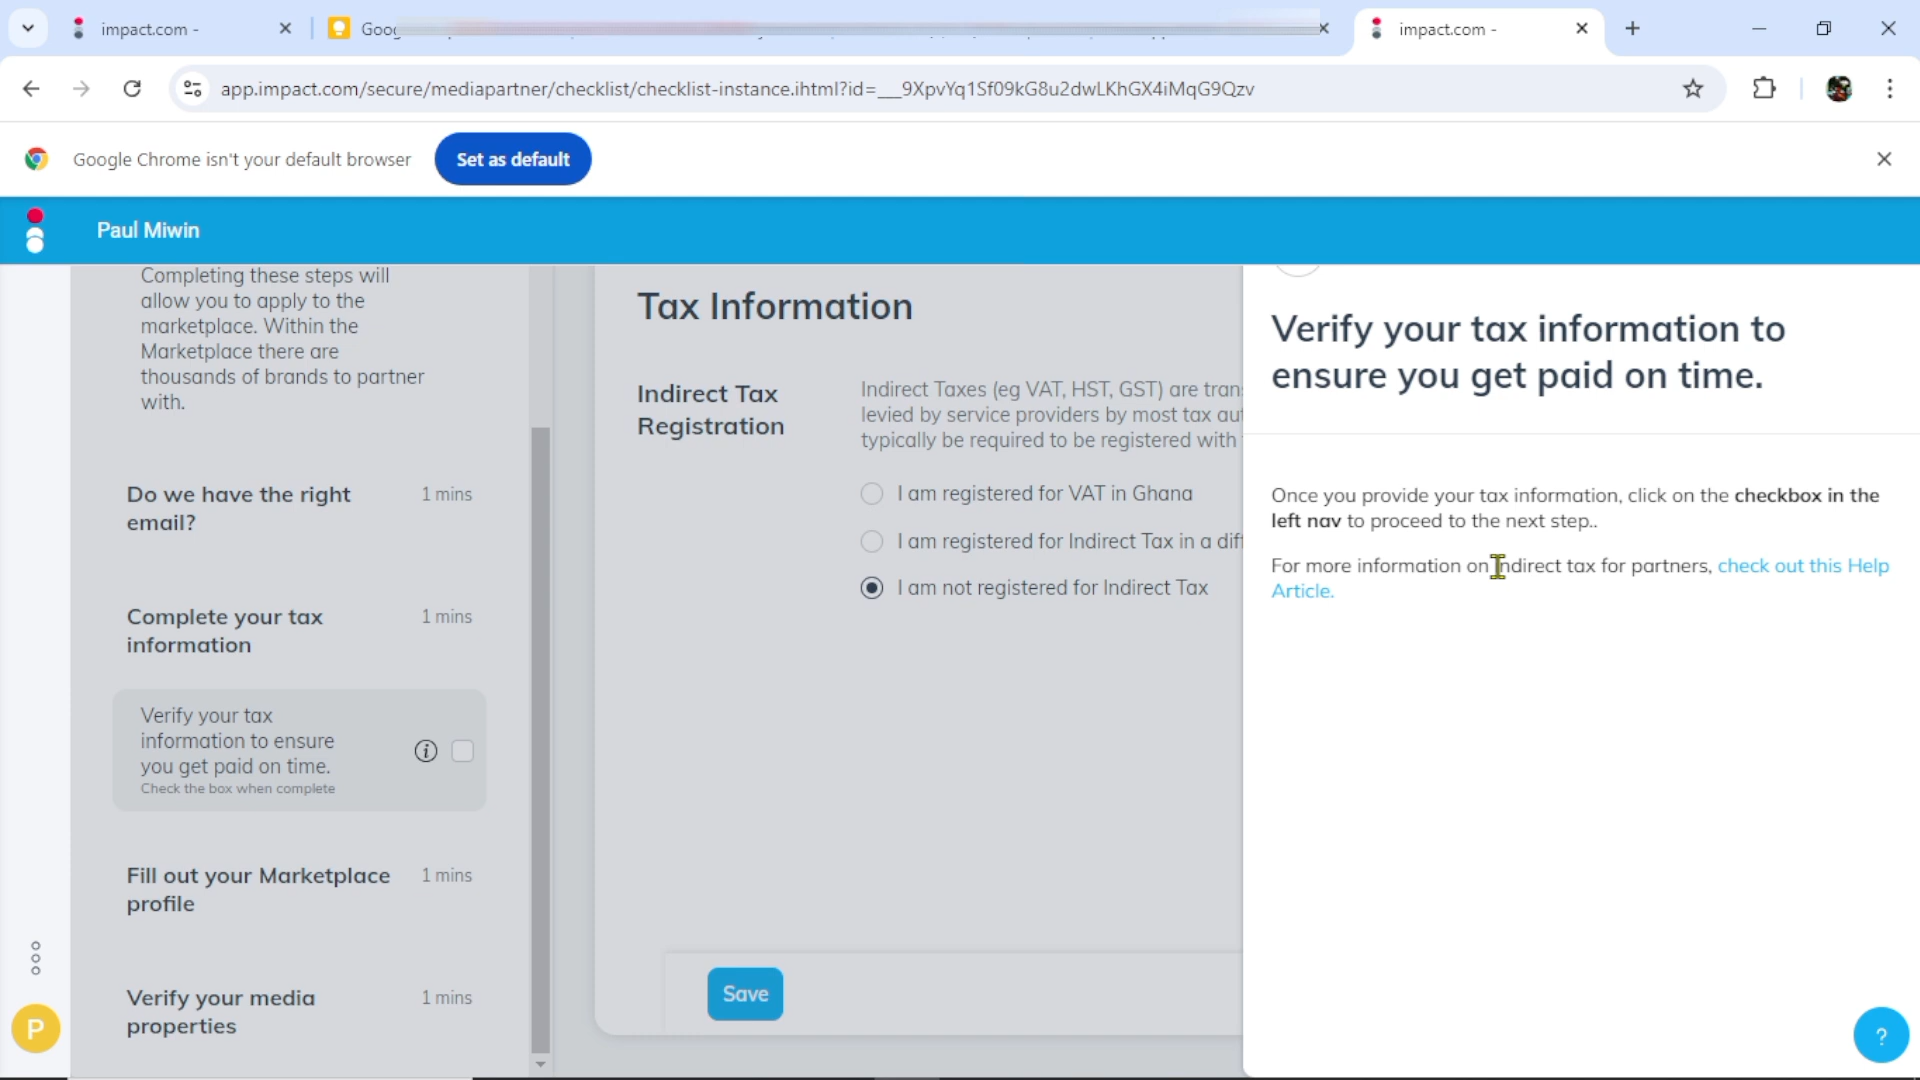 impact.com -
Goog
impact.com -
app.impact.com/secure/mediapartner/checklist/checklist-instance.ihtml?id=___9XpvYq1Sf09kG8u2dwLKhGX4iMqG9Qzv
Google Chrome isn't your default browser
Set as default
Paul Miwin
Completing these steps will
allow you to apply to the
marketplace. Within the
Marketplace there are
thousands of brands to partner
with.
Do we have the right
email?
1 mins
Complete your tax
information
1 mins
Verify your tax
information to ensure
you get paid on time.
Check the box when complete
Fill out your Marketplace
profile
1 mins
Verify your media
properties
1 mins
P
Tax Information
Indirect Tax
Registration
Indirect Taxes (eg VAT, HST, GST) are tran
levied by service providers by most tax au
typically be required to be registered with
I am registered for VAT in Ghana
I am registered for Indirect Tax in a dif
I am not registered for Indirect Tax
Save
Verify your tax information to
ensure you get paid on time.
Once you provide your tax information, click on the checkbox in the
left nav to proceed to the next step..
For more information on indirect tax for partners, check out this Help
Article.
?